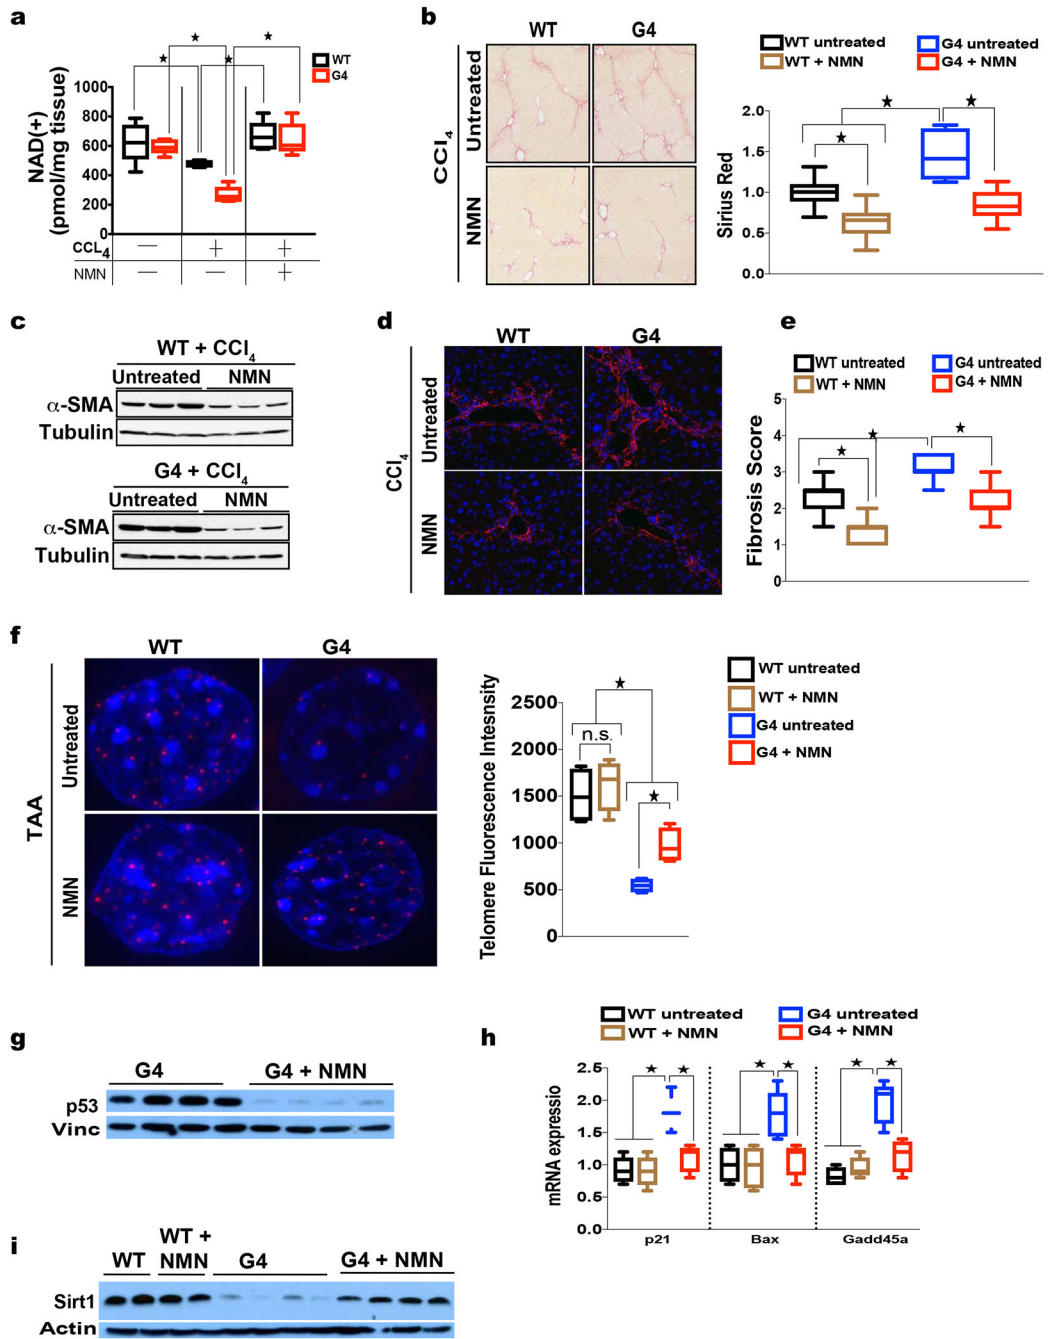 a
WT
G4
NAD(+)
(pmol/mg tissue)
1000
800
600
400
200
0
CCL4 — + +
NMN — — +
b
WT G4
CCl4
Untreated
NMN
WT untreated
WT + NMN
G4 untreated
G4 + NMN
Sirius Red
2.0
1.5
1.0
0.5
0.0
c
WT + CCl4
Untreated NMN
α-SMA
Tubulin
G4 + CCl4
Untreated NMN
α-SMA
Tubulin
d
WT G4
CCl4
Untreated
NMN
e
WT untreated
WT + NMN
G4 untreated
G4 + NMN
Fibrosis Score
5
4
3
2
1
0
f
WT G4
TAA
Untreated
NMN
Telomere Fluorescence Intesnsity
2500
2000
1500
1000
500
0
n.s.
WT untreated
WT + NMN
G4 untreated
G4 + NMN
g
G4 G4 + NMN
p53
Vinc
h
WT untreated
WT + NMN
G4 untreated
G4 + NMN
mRNA expressio
2.5
2.0
1.5
1.0
0.5
0.0
p21 Bax Gadd45a
i
WT WT +
NMN G4 G4 + NMN
Sirt1
Actin